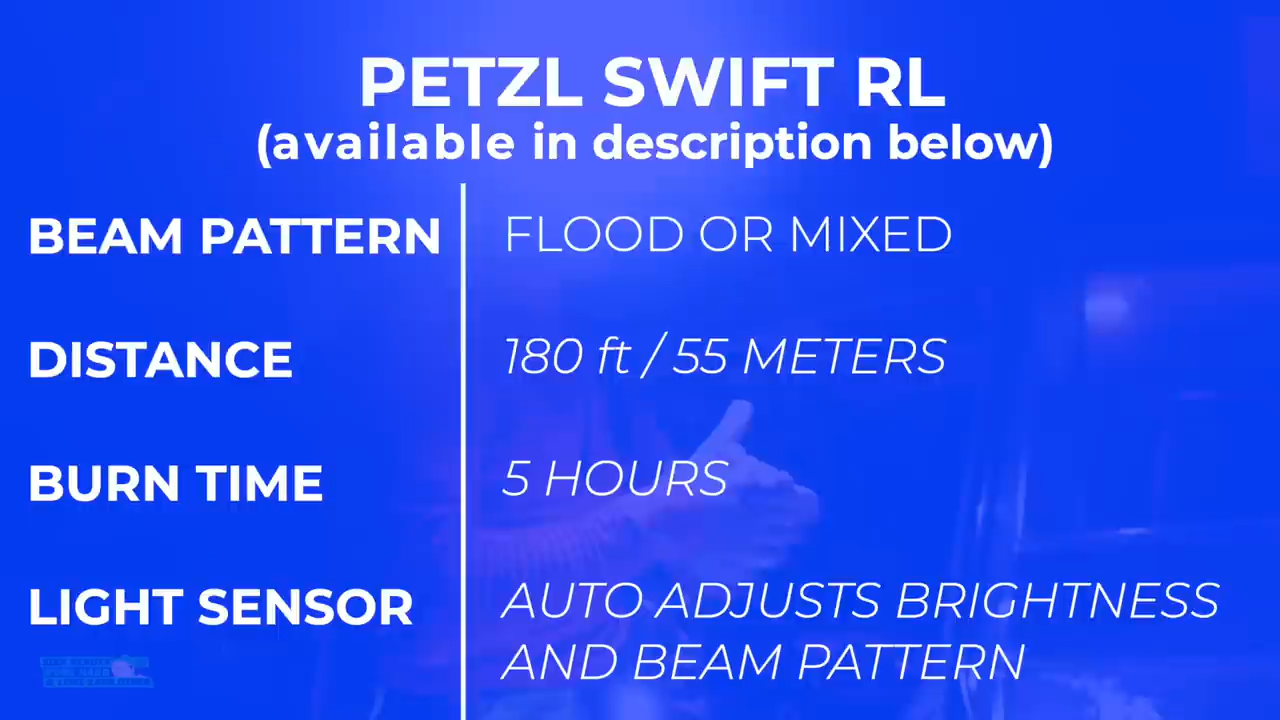 PETZL SWIFT RL
(available in description below)
BEAM PATTERN
FLOOD OR MIXED
DISTANCE
180 ft / 55 METERS
BURN TIME
5 HOURS
LIGHT SENSOR
AUTO ADJUSTS BRIGHTNESS
AND BEAM PATTERN